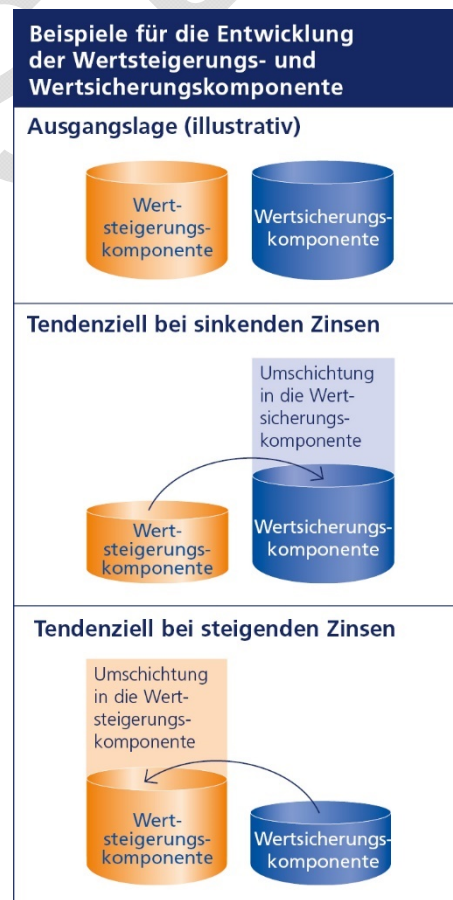 Beispiele für die Entwicklung
der Wertsteigerungs- und
Wertsicherungskomponente
Ausgangslage (illustrativ)
Wert-
steigerungs-
komponente
Wertsicherungs-
komponente
Tendenziell bei sinkenden Zinsen
Umschichtung
in die Wert-
sicherungs-
komponente
Wert-
steigerungs-
komponente
Wertsicherungs-
komponente
Tendenziell bei steigenden Zinsen
Umschichtung
in die Wert-
steigerungs-
komponente
Wert-
steigerungs-
komponente
Wertsicherungs-
komponente